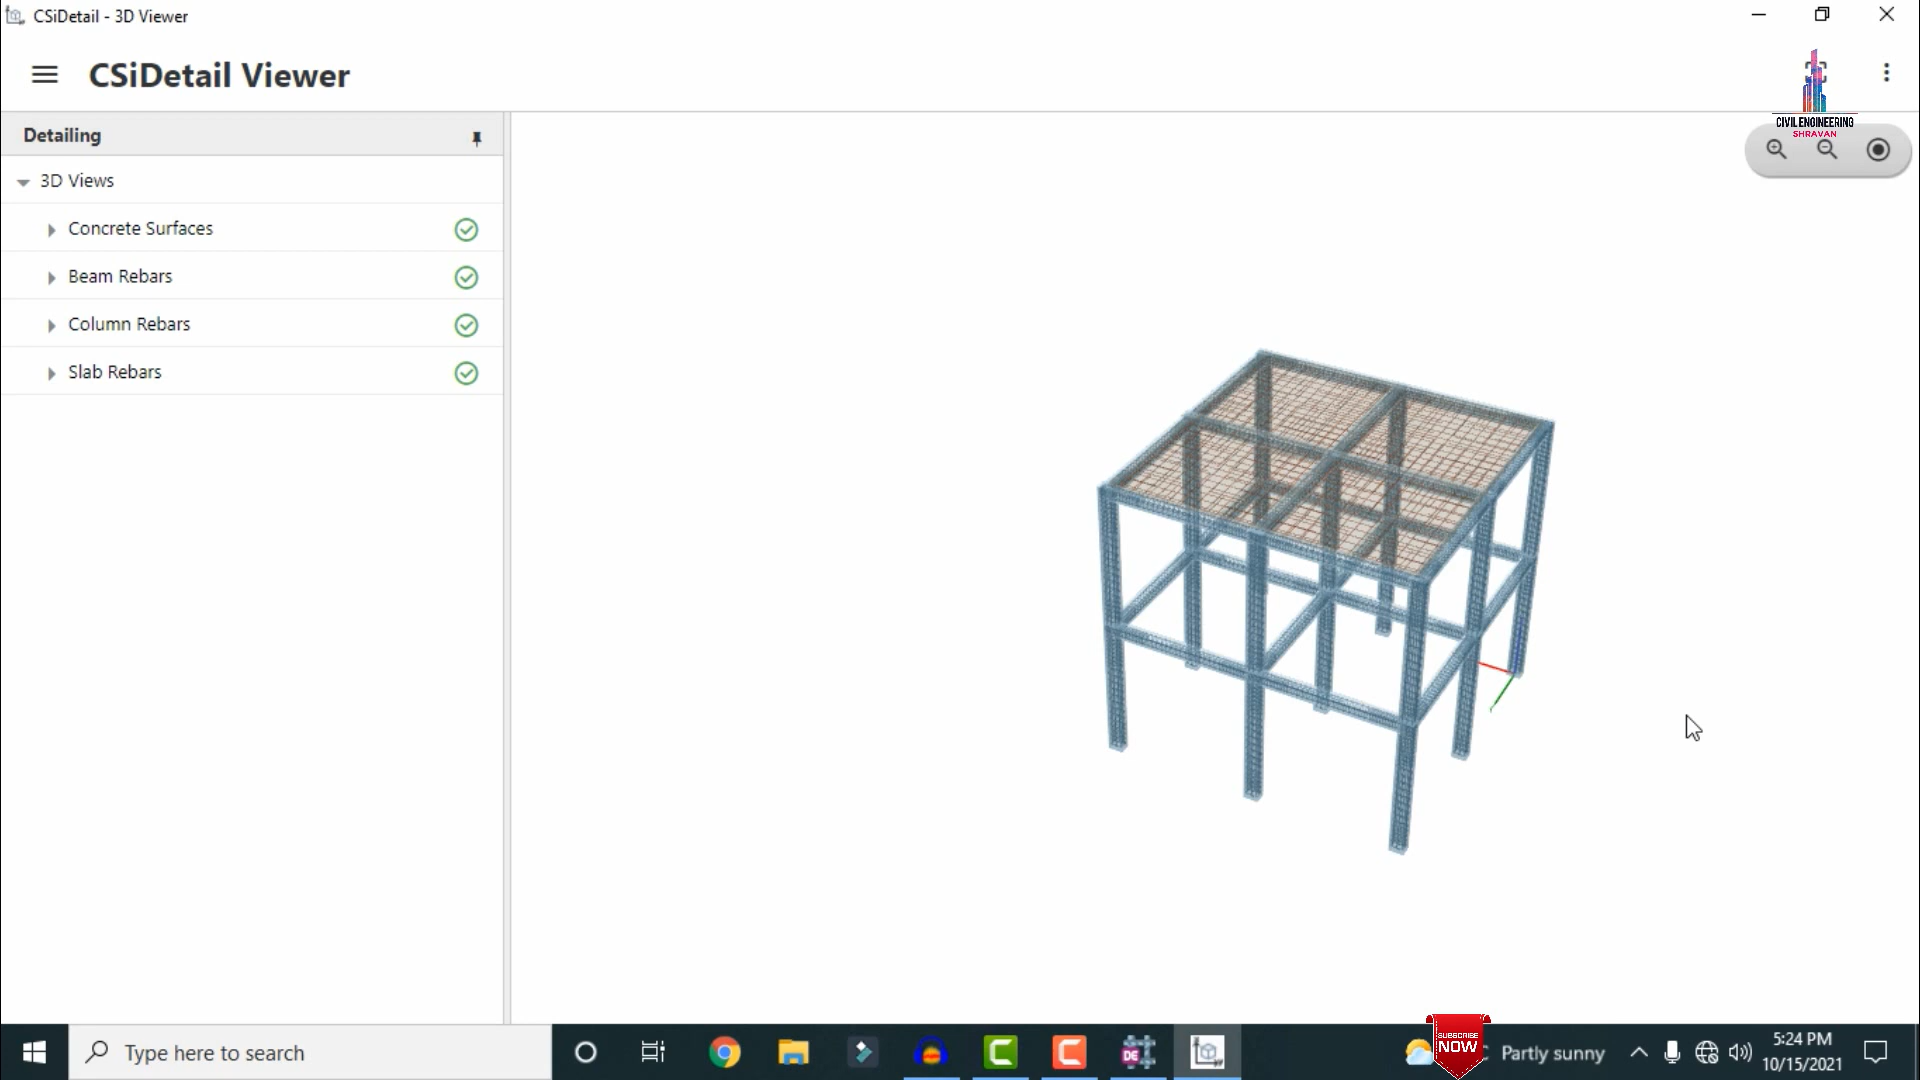 CSiDetail - 3D Viewer
CSiDetail Viewer
CIVIL ENGINEERING
SHRAVAN
Detailing
3D Views
Concrete Surfaces
Beam Rebars
Column Rebars
Slab Rebars
Type here to search
DE
SUBSCRIBE
NOW
C Partly sunny
5:24 PM
10/15/2021